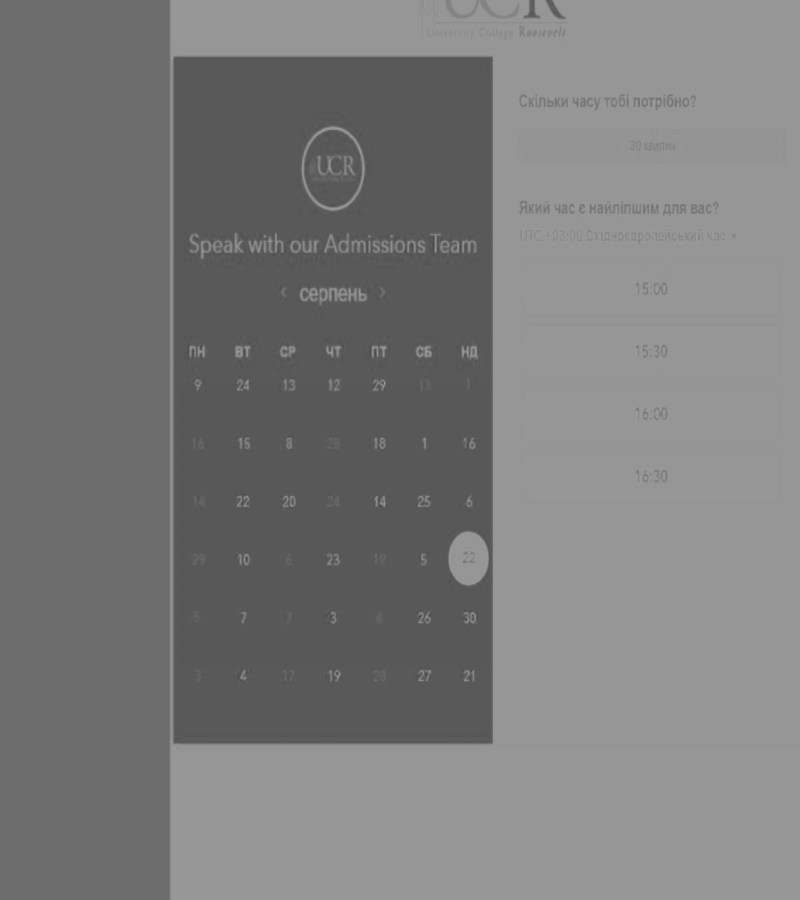 UCR
University College Roosevelt
UCR
Speak with our Admissions Team
< серпень >
ПН ВТ СР ЧТ ПТ СБ НД
9 24 13 12 29 13 1
16 15 8 25 18 1 16
14 22 20 24 14 25 6
29 10 6 23 19 5 22
5 7 7 3 4 26 30
3 4 17 19 28 27 21
Скільки часу тобі потрібно?
30 хвилин
Який час є найліпшим для вас?
UTC +03:00 Східноєвропейський час
15:00
15:30
16:00
16:30